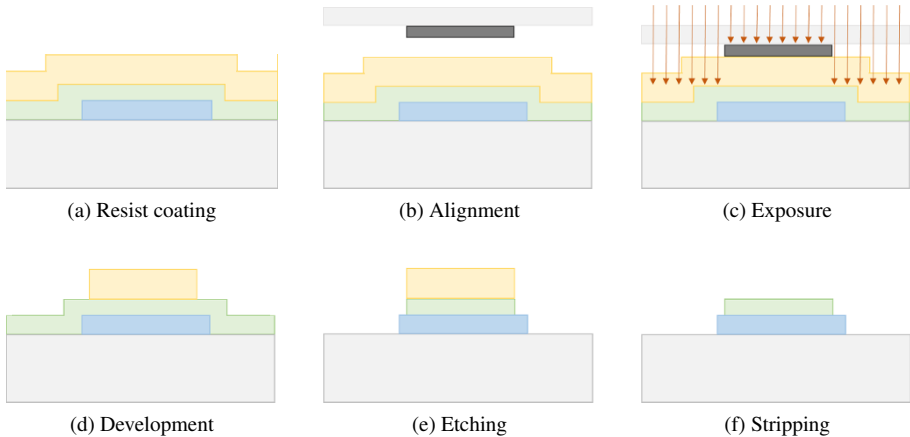 (a) Resist coating
(b) Alignment
(c) Exposure
(d) Development
(e) Etching
(f) Stripping